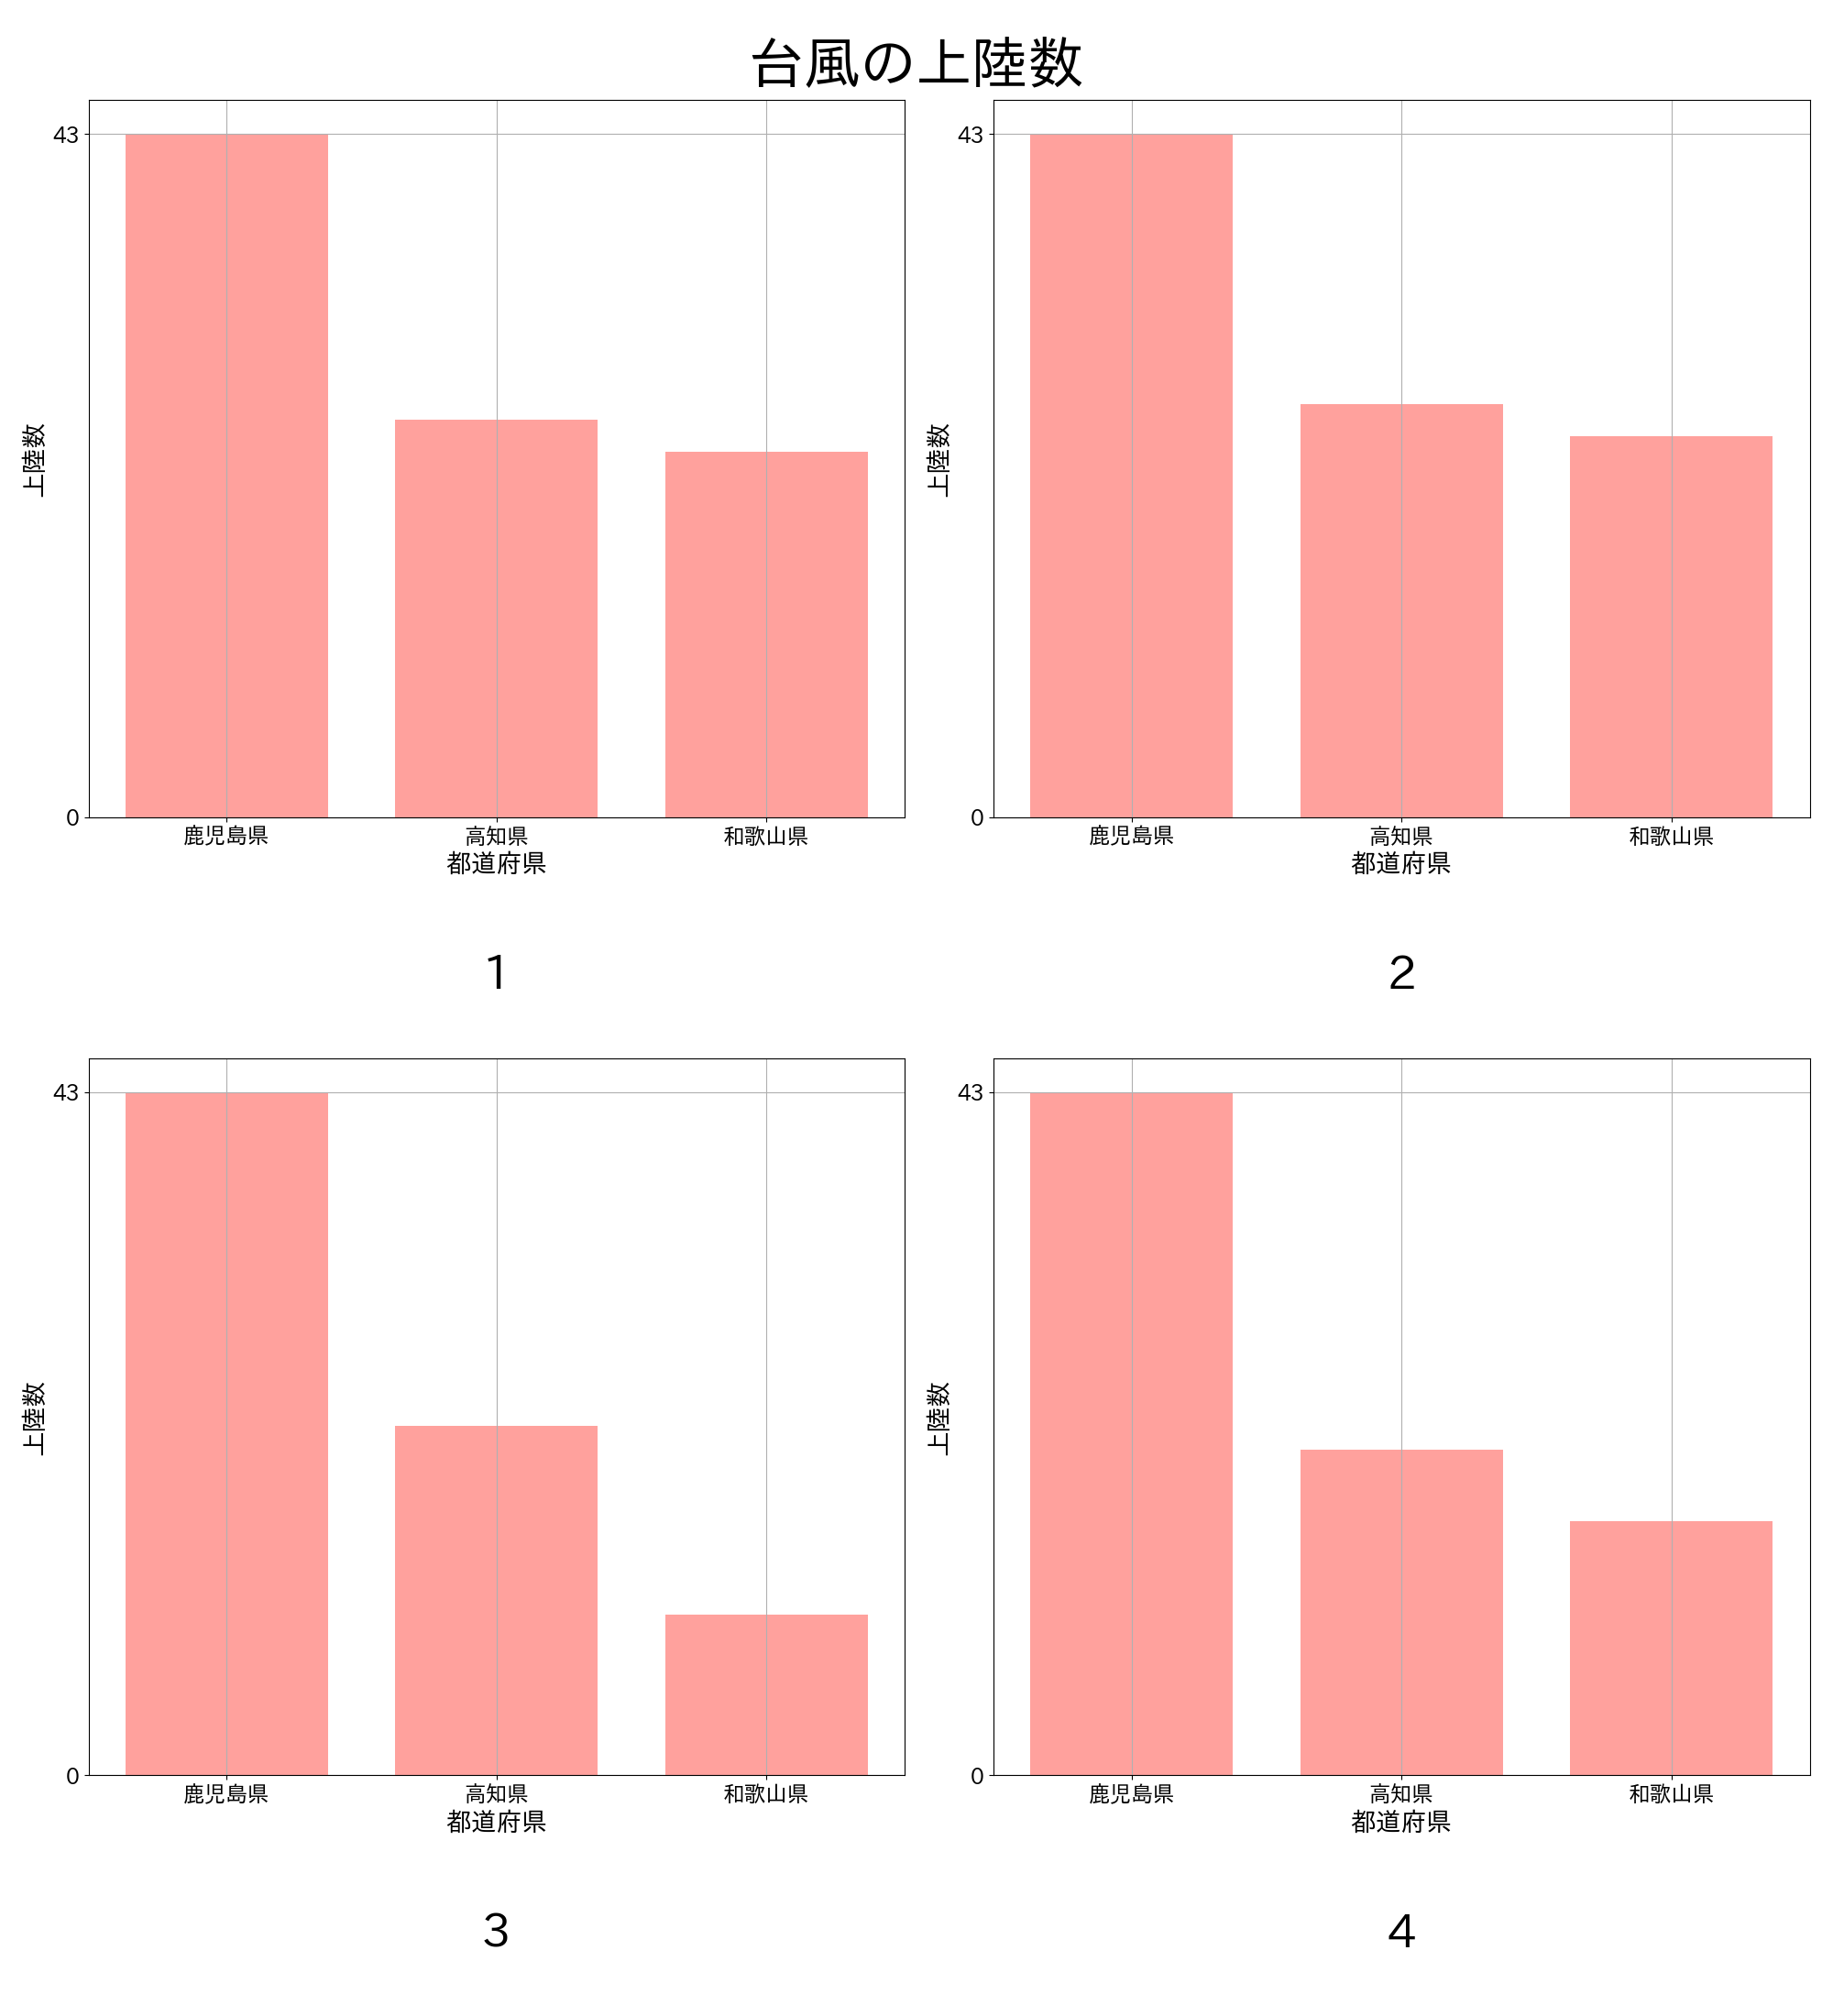 台風の上陸数
43
0
上陸数
鹿児島県 高知県 和歌山県
都道府県
1
43
0
上陸数
鹿児島県 高知県 和歌山県
都道府県
2
43
0
上陸数
鹿児島県 高知県 和歌山県
都道府県
3
43
0
上陸数
鹿児島県 高知県 和歌山県
都道府県
4